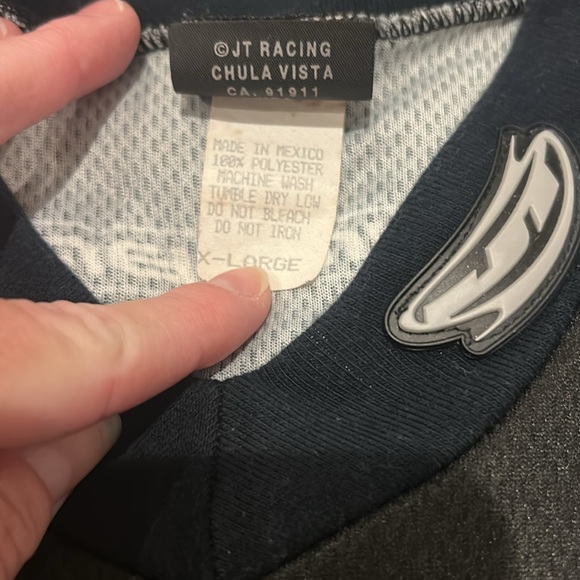 ©JT RACING
CHULA VISTA
CA. 91911
MADE IN MEXICO
100% POLYESTER
MACHINE WASH
TUMBLE DRY LOW
DO NOT BLEACH
DO NOT IRON
X-LARGE